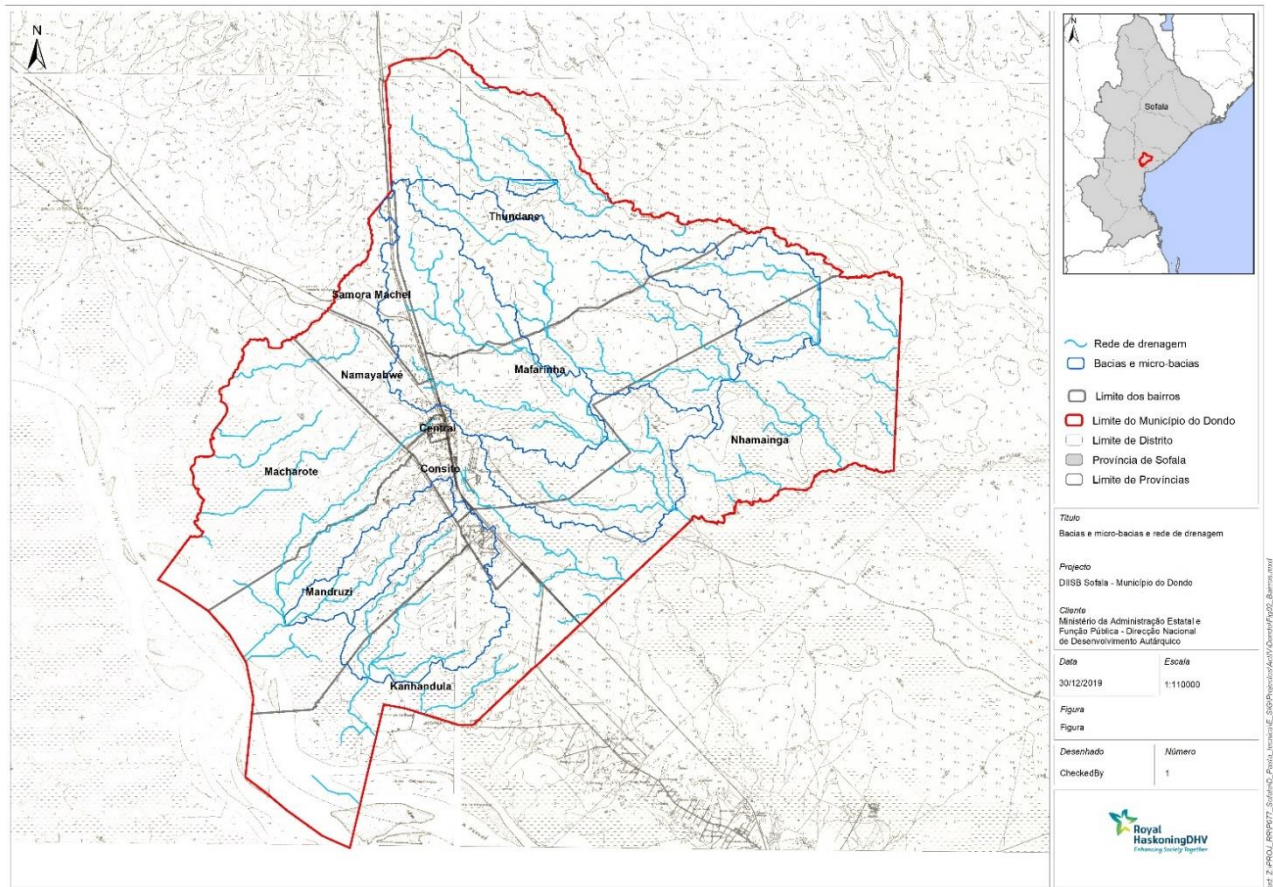 N
Thundane
Samora Machel
Namayabwé
Mafarinha
Central
Nhamainga
Macharote
Consito
Mandruzi
Kanhandula
N
Sofala
Rede de drenagem
Bacias e micro-bacias
Limite dos bairros
Limite do Município do Dondo
Limite de Distrito
Província de Sofala
Limite de Províncias
Título
Bacias e micro-bacias e rede de drenagem
Projecto
DIISB Sofala - Município do Dondo
Cliente
Ministério da Administração Estatal e
Função Pública - Direcção Nacional
de Desenvolvimento Autárquico
Data
Escala
30/12/2019
1:110000
Figura
Figura
Desenhado
Número
CheckedBy
1
Royal
HaskoningDHV
Enhancing Society Together